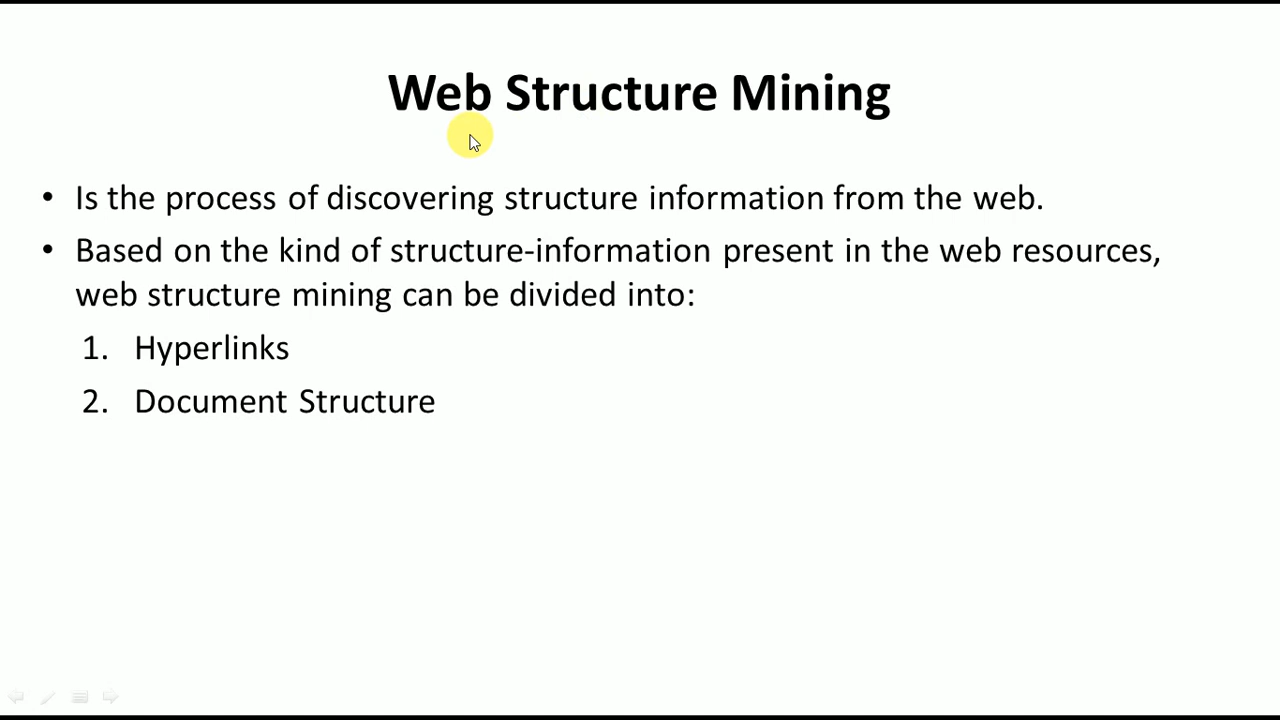 Web Structure Mining
• Is the process of discovering structure information from the web.
• Based on the kind of structure-information present in the web resources,
web structure mining can be divided into:
1. Hyperlinks
2. Document Structure